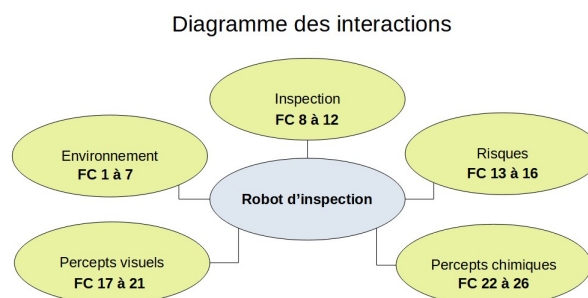 Diagramme des interactions
Inspection
FC 8 à 12
Environnement
FC 1 à 7
Risques
FC 13 à 16
Robot d’inspection
Percepts visuels
FC 17 à 21
Percepts chimiques
FC 22 à 26